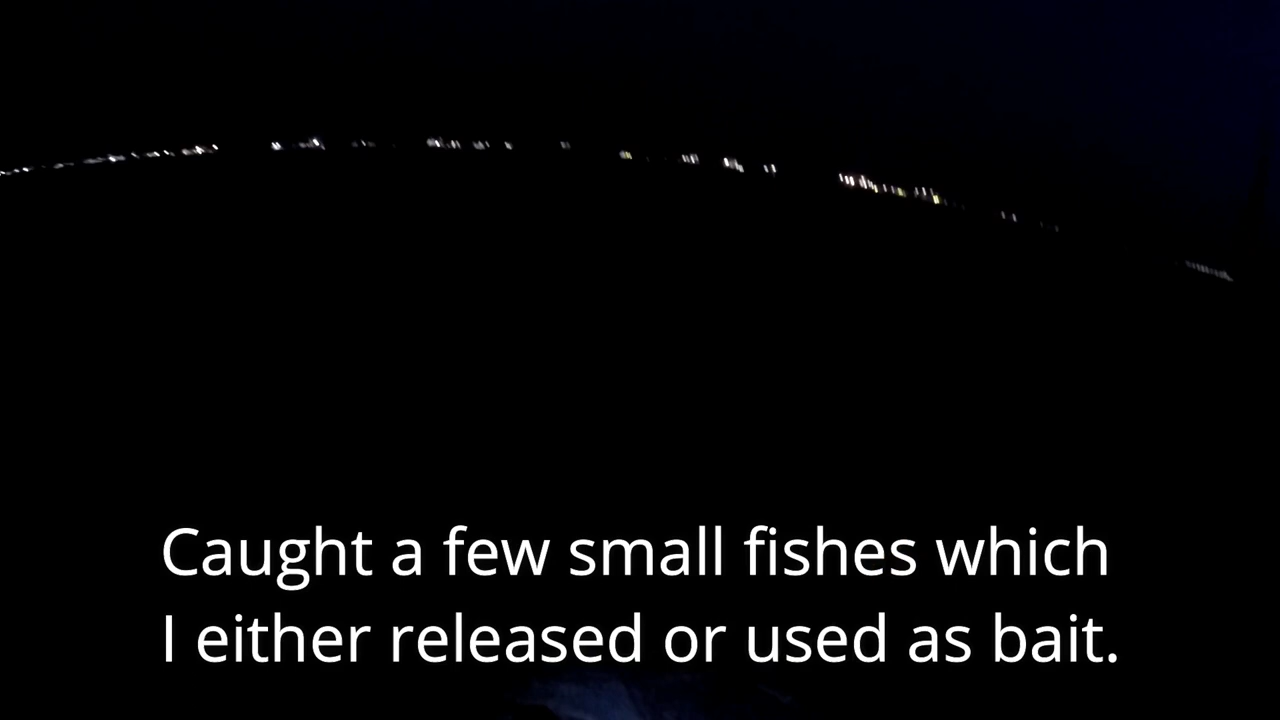 Caught a few small fishes which
I either released or used as bait.